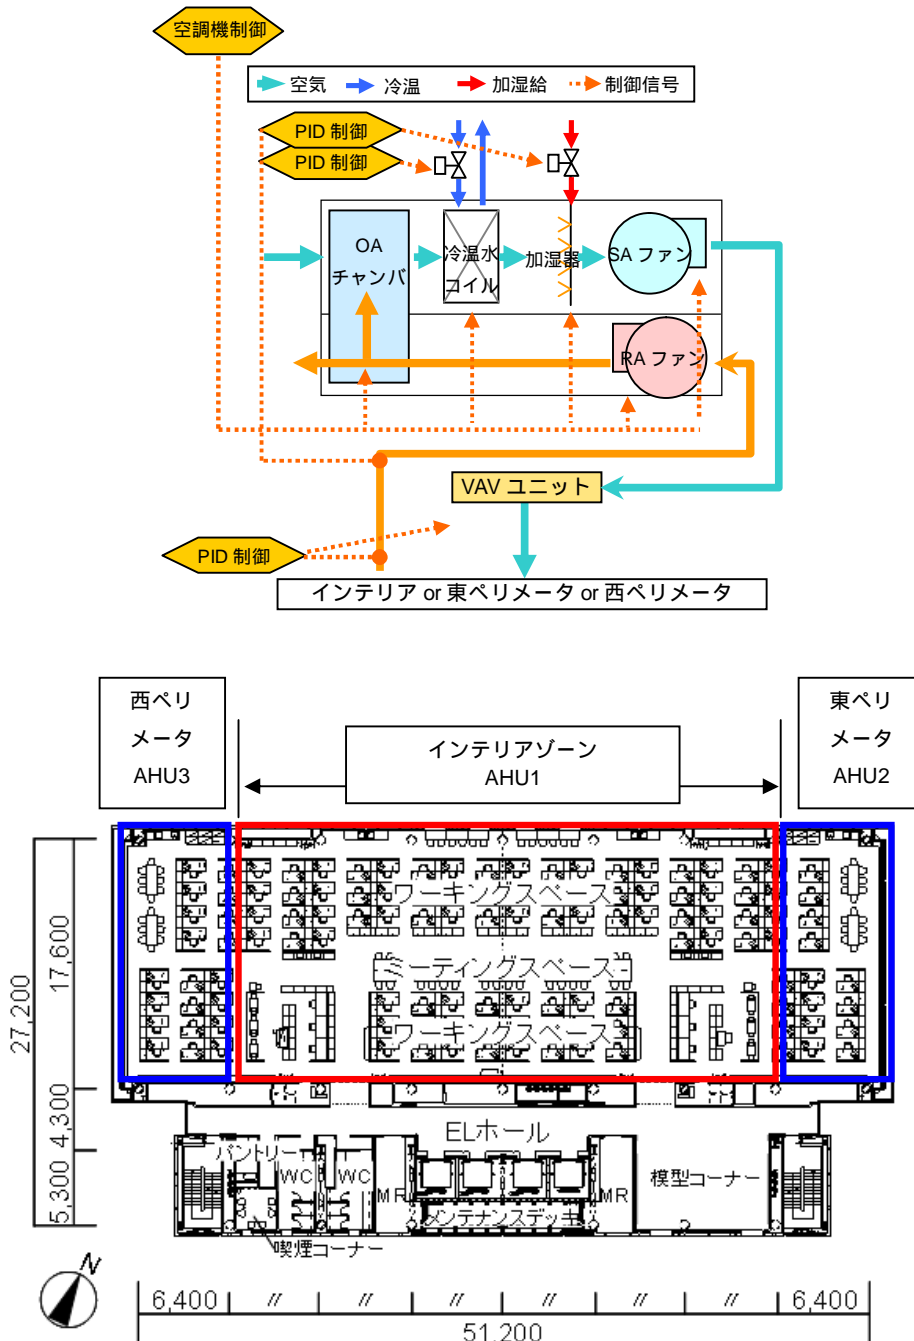 空調機制御
空気
冷温
加湿給
制御信号
PID 制御
PID 制御
OA
チャンバ
冷温水
コイル
加湿器
SA ファン
RA ファン
VAV ユニット
PID 制御
インテリア or 東ペリメータ or 西ペリメータ
西ペリ
メータ
AHU3
インテリアゾーン
AHU1
東ペリ
メータ
AHU2
ワーキングスペース
ミーティングスペース
ワーキングスペース
27,200
17,600
4,300
5,300
ELホール
パントリー
WC
WC
MR
MR
模型コーナー
メンテナンスデッキ
喫煙コーナー
N
6,400
〃
〃
〃
〃
〃
〃
6,400
51,200